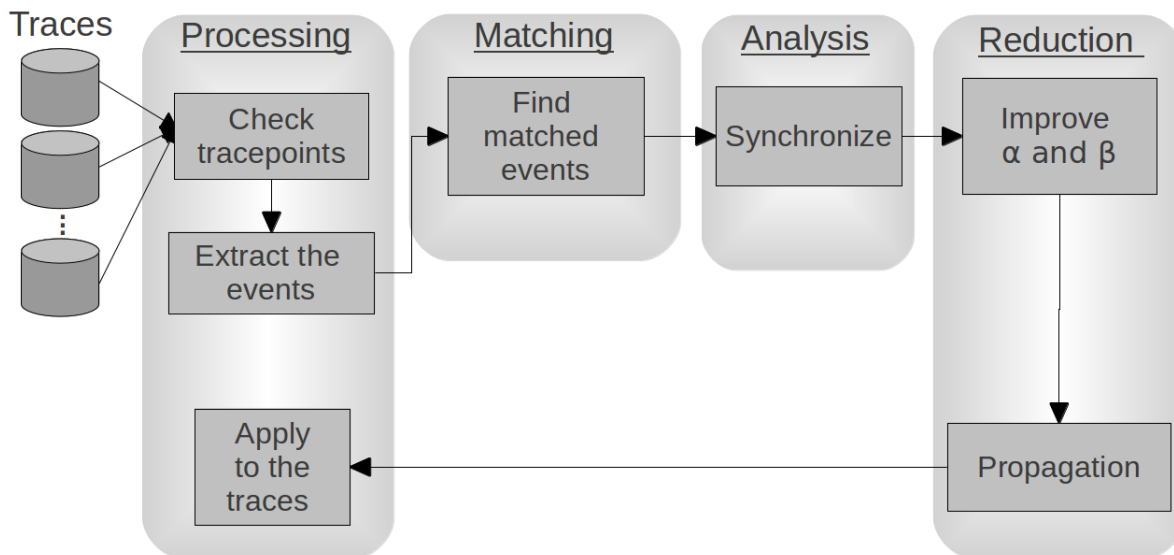 Traces
Processing
Matching
Analysis
Reduction
Check
tracepoints
Find
matched
events
Synchronize
Improve
α and β
Extract the
events
Apply
to the
traces
Propagation